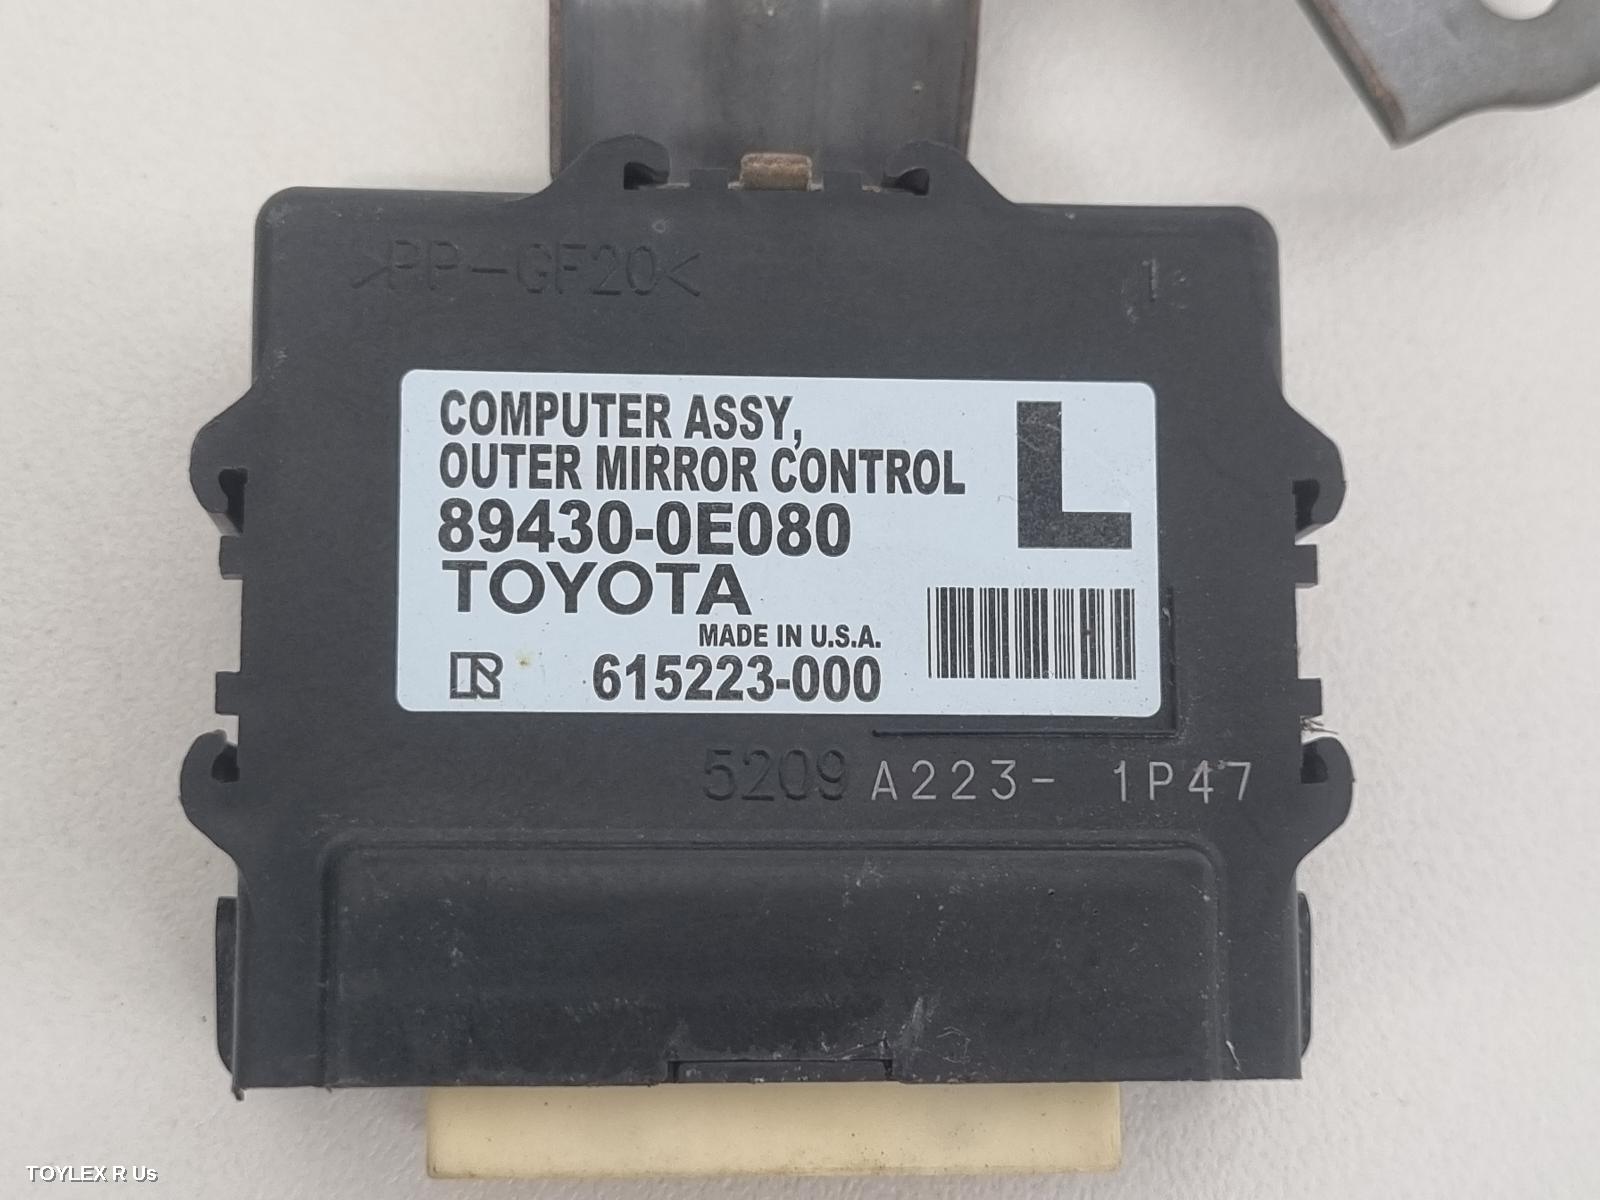 >PP-GF20<
1
COMPUTER ASSY,
OUTER MIRROR CONTROL
L
89430-0E080
TOYOTA
MADE IN U.S.A.
R
615223-000
5209 A223- 1P47
TOYLEX R Us